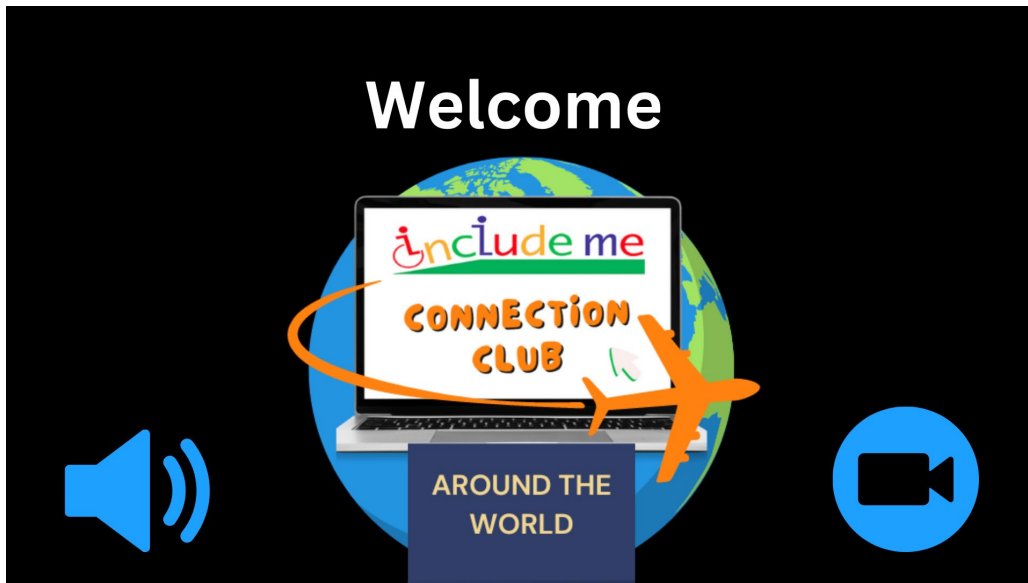 Welcome
include me
CONNECTION
CLUB
AROUND THE
WORLD